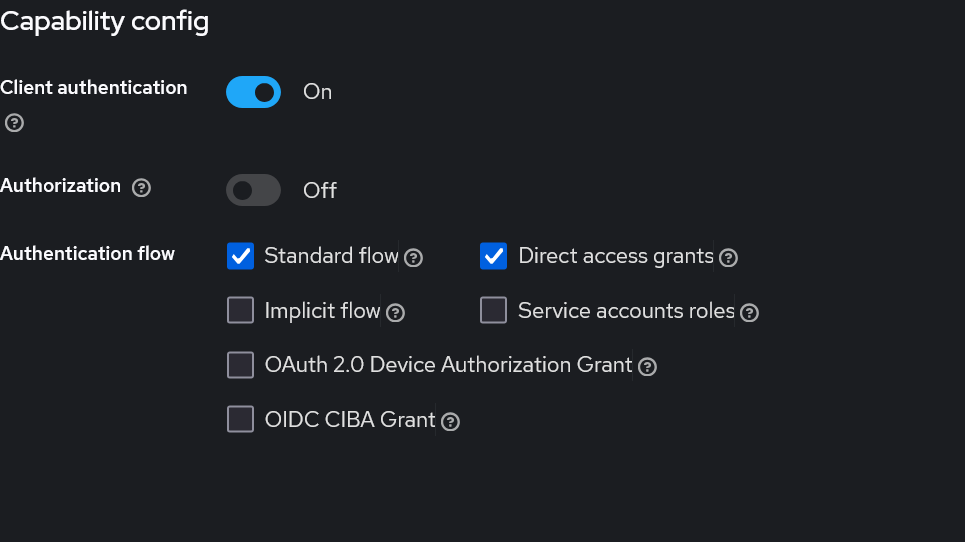 Capability config
Client authentication
On
Authorization
Off
Authentication flow
Standard flow
Direct access grants
Implicit flow
Service accounts roles
OAuth 2.0 Device Authorization Grant
OIDC CIBA Grant